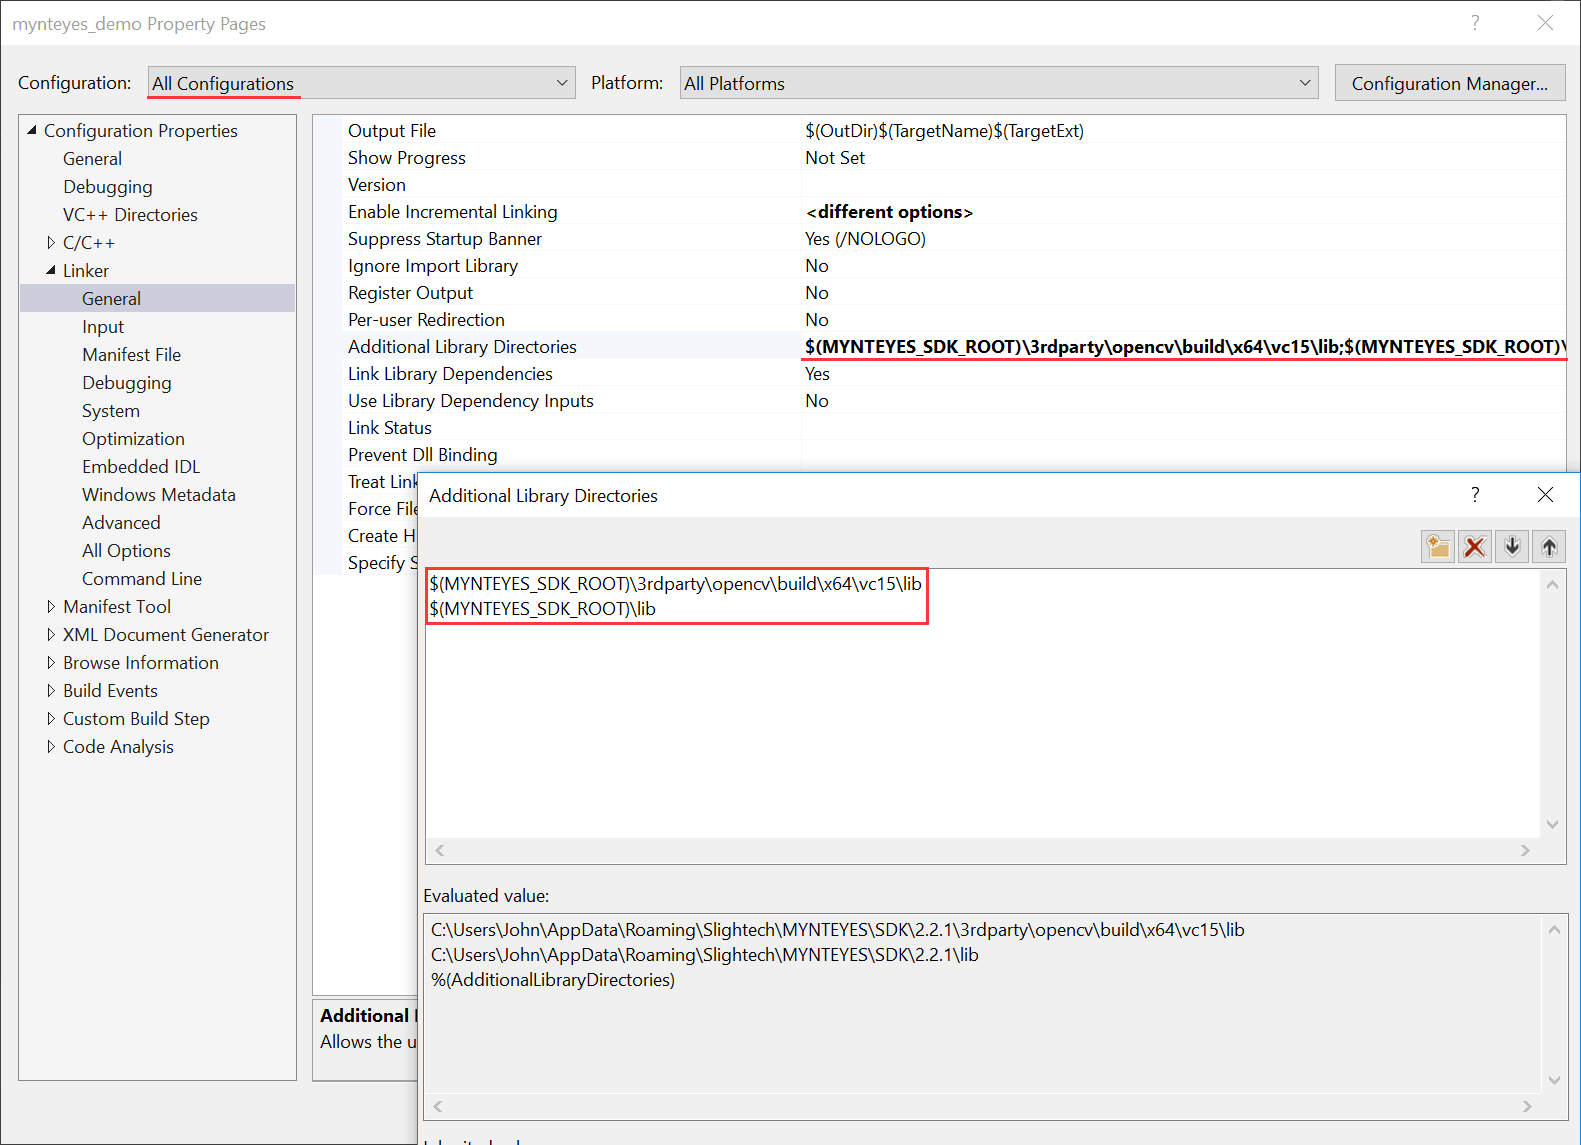 mynteyes_demo Property Pages
Configuration: All Configurations Platform: All Platforms Configuration Manager...
Configuration Properties
General
Debugging
VC++ Directories
C/C++
Linker
General
Input
Manifest File
Debugging
System
Optimization
Embedded IDL
Windows Metadata
Advanced
All Options
Command Line
Manifest Tool
XML Document Generator
Browse Information
Build Events
Custom Build Step
Code Analysis
Output File $(OutDir)$(TargetName)$(TargetExt)
Show Progress Not Set
Version
Enable Incremental Linking <different options>
Suppress Startup Banner Yes (/NOLOGO)
Ignore Import Library No
Register Output No
Per-user Redirection No
Additional Library Directories $(MYNTEYES_SDK_ROOT)\3rdparty\opencv\build\x64\vc15\lib;$(MYNTEYES_SDK_ROOT)\
Link Library Dependencies Yes
Use Library Dependency Inputs No
Link Status
Prevent Dll Binding
Treat Link
Force File
Create H
Specify S
Additional
Allows the u
Additional Library Directories
$(MYNTEYES_SDK_ROOT)\3rdparty\opencv\build\x64\vc15\lib
$(MYNTEYES_SDK_ROOT)\lib
Evaluated value:
C:\Users\John\AppData\Roaming\Slightech\MYNTEYES\SDK\2.2.1\3rdparty\opencv\build\x64\vc15\lib
C:\Users\John\AppData\Roaming\Slightech\MYNTEYES\SDK\2.2.1\lib
%(AdditionalLibraryDirectories)